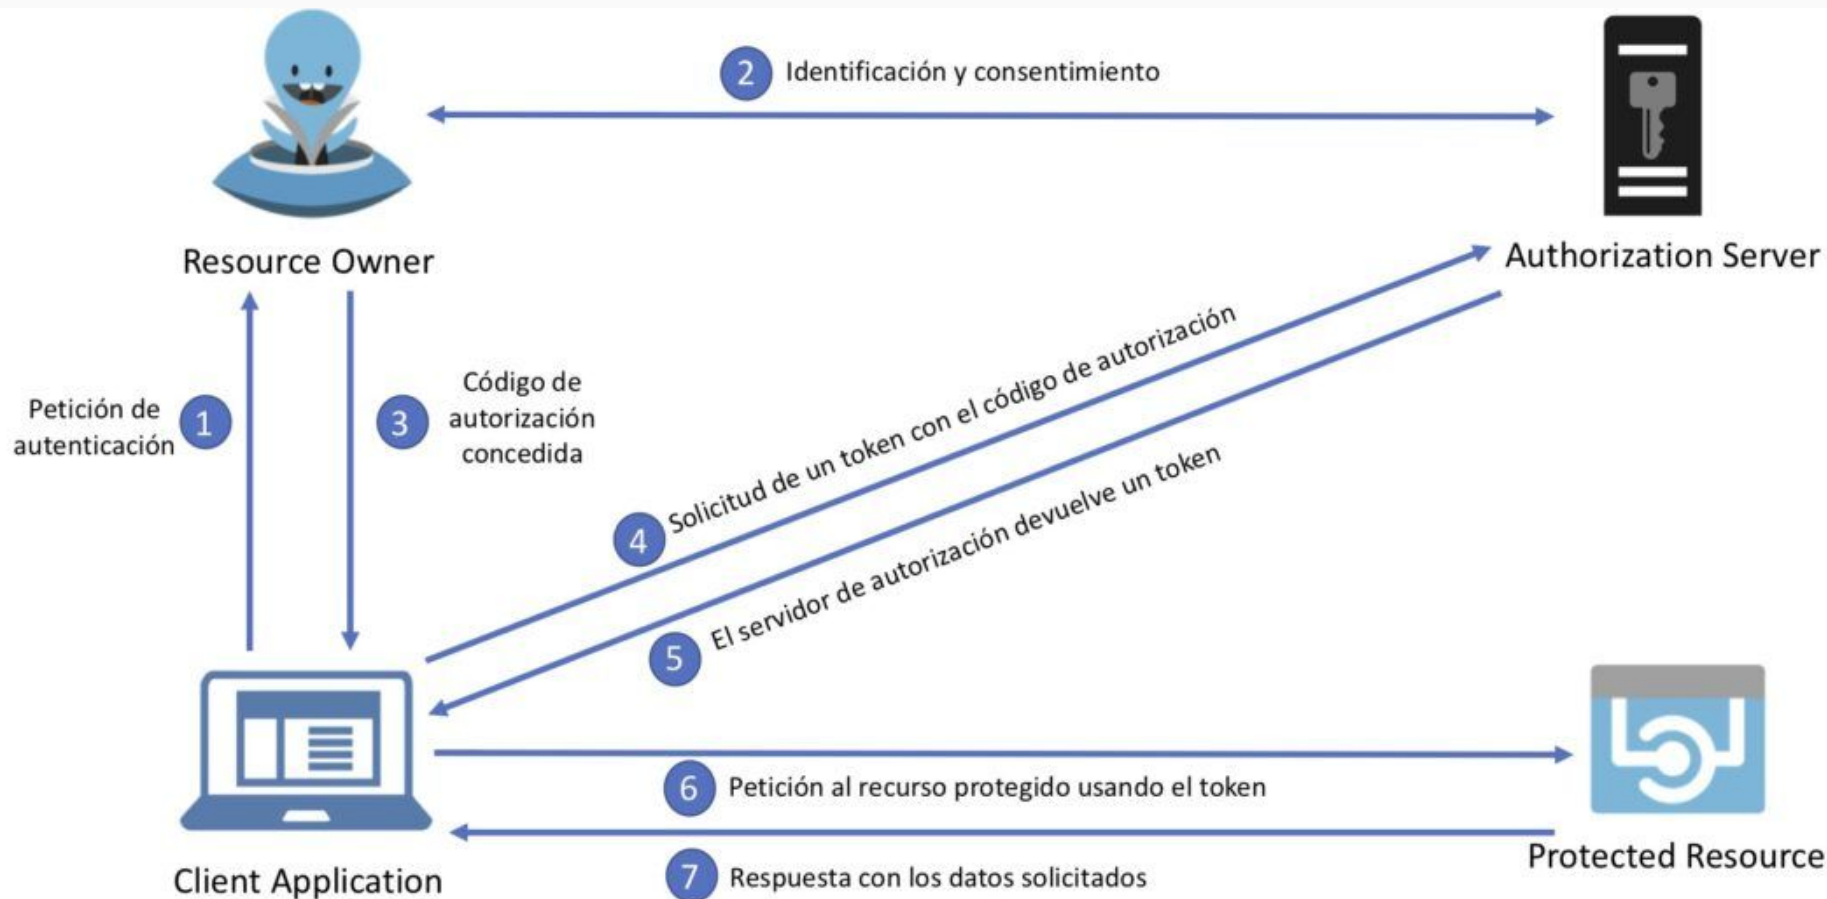 2 Identificación y consentimiento
Resource Owner
Authorization Server
Petición de
autenticación
1
3
Código de
autorización
concedida
4 Solicitud de un token con el código de autorización
5 El servidor de autorización devuelve un token
6 Petición al recurso protegido usando el token
7 Respuesta con los datos solicitados
Client Application
Protected Resource